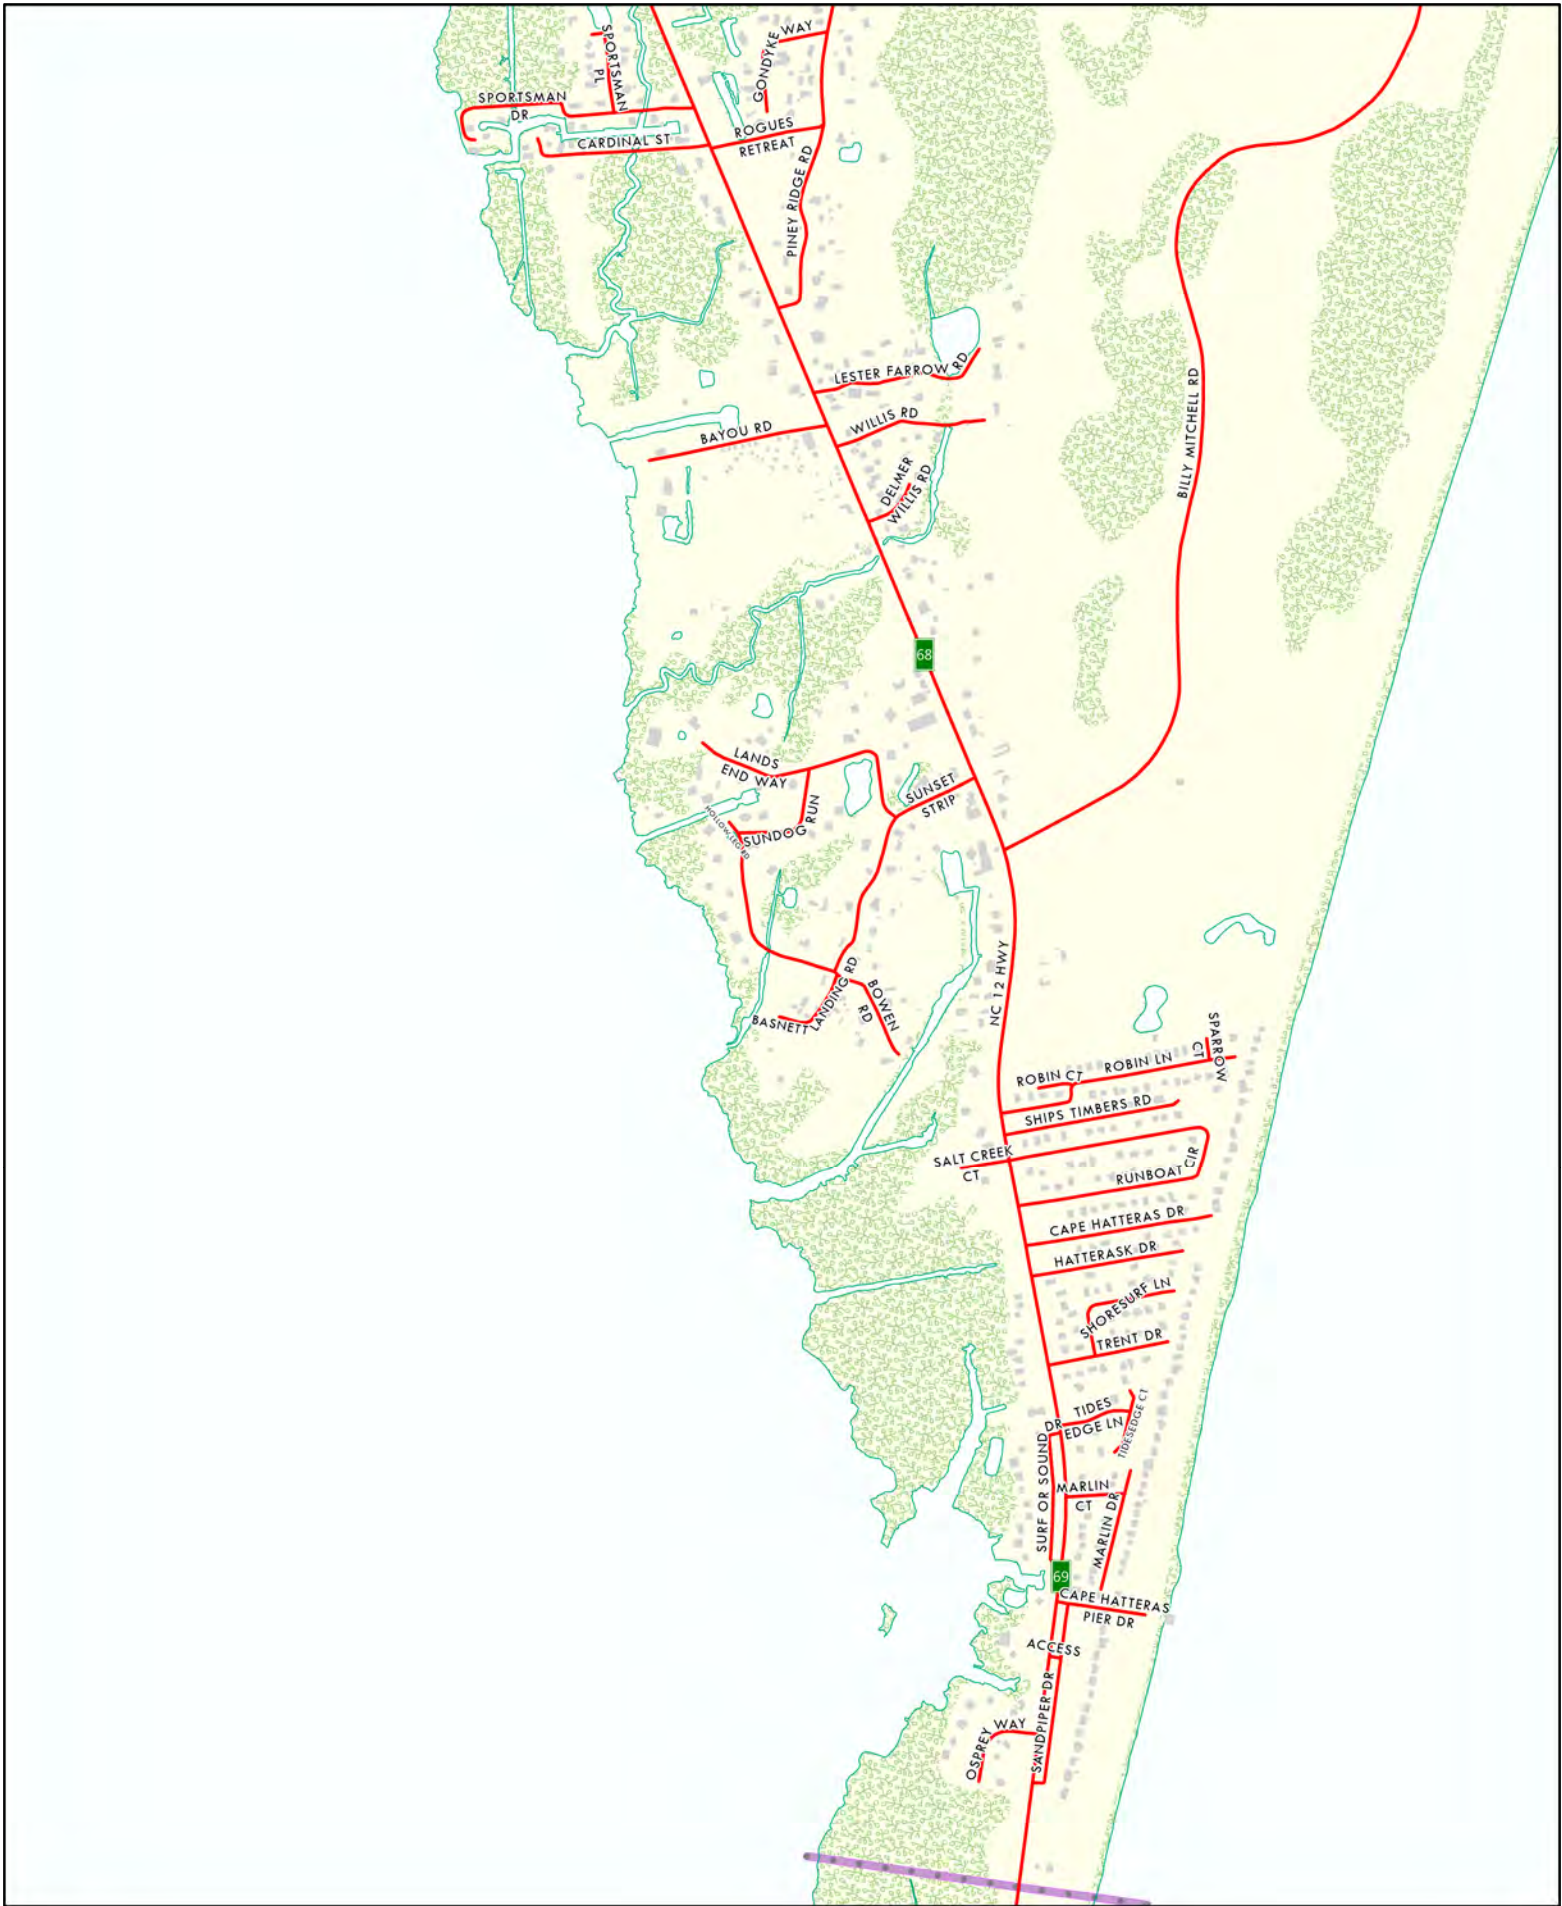 SPORTSMAN
PL
GONDYKE WAY
SPORTSMAN
DR
CARDINAL ST
ROGUES
RETREAT
PINEY RIDGE RD
LESTER FARROW RD
WILLIS RD
BAYOU RD
DELMER
WILLIS RD
BILLY MITCHELL RD
68
LANDS
END WAY
SUNSET
STRIP
SUNDOG RUN
HOLLOW LEG RD
NC 12 HWY
BASNETT LANDING RD
BOWEN
RD
SPARROW
CT
ROBIN CT
ROBIN LN
SHIPS TIMBERS RD
SALT CREEK
CT
RUNBOAT CIR
CAPE HATTERAS DR
HATTERASK DR
SHORESURF LN
TRENT DR
TIDES
EDGE LN
TIDESEDGE CT
SURF OR SOUND DR
MARLIN
CT
MARLIN DR
69
CAPE HATTERAS
PIER DR
ACCESS
SANDPIPER DR
OSPREY WAY